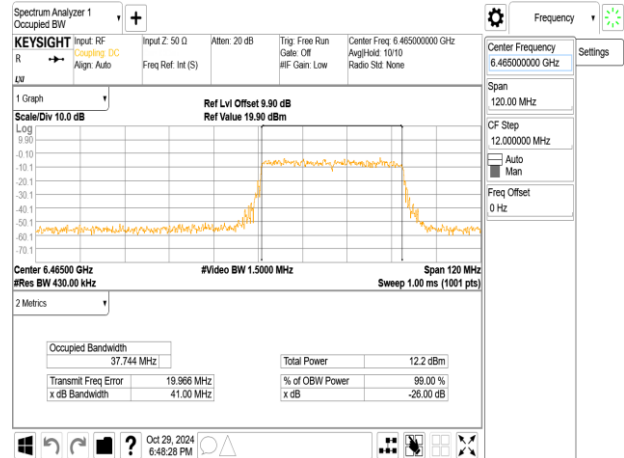 Spectrum Analyzer 1
Occupied BW
Frequency
KEYSIGHT
R
Input: RF
Coupling: DC
Align: Auto
Input Z: 50 Ω
Freq Ref: Int (S)
Atten: 20 dB
Trig: Free Run
Gate: Off
#IF Gain: Low
Center Freq: 6.465000000 GHz
Avg|Hold: 10/10
Radio Std: None
Center Frequency
6.465000000 GHz
Settings
Span
120.00 MHz
CF Step
12.000000 MHz
Auto
Man
Freq Offset
0 Hz
1 Graph
Scale/Div 10.0 dB
Ref Lvl Offset 9.90 dB
Ref Value 19.90 dBm
Log
9.90
-0.10
-10.1
-20.1
-30.1
-40.1
-50.1
-60.1
-70.1
Center 6.46500 GHz
#Video BW 1.5000 MHz
Span 120 MHz
#Res BW 430.00 kHz
Sweep 1.00 ms (1001 pts)
2 Metrics
Occupied Bandwidth
37.744 MHz
Total Power 12.2 dBm
Transmit Freq Error 19.966 MHz
% of OBW Power 99.00 %
x dB Bandwidth 41.00 MHz
x dB -26.00 dB
?
Oct 29, 2024
6:48:28 PM